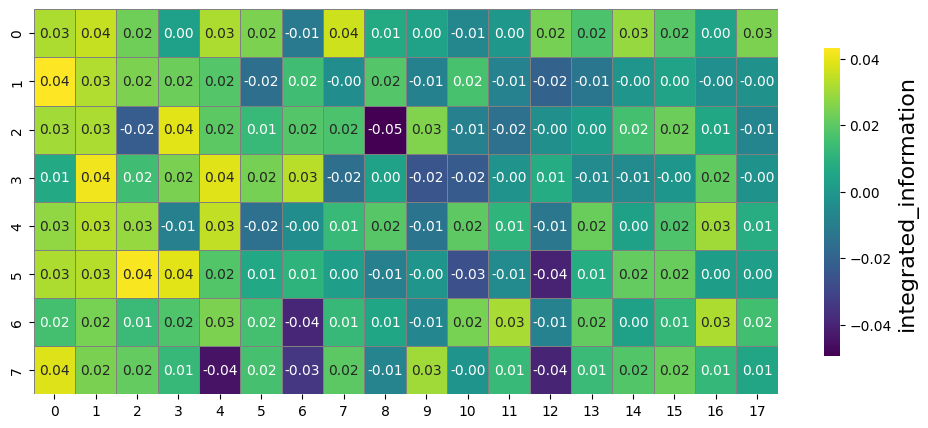 0 0.03 0.04 0.02 0.00 0.03 0.02 -0.01 0.04 0.01 0.00 -0.01 0.00 0.02 0.02 0.03 0.02 0.00 0.03
1 0.04 0.03 0.02 0.02 0.02 -0.02 0.02 -0.00 0.02 -0.01 0.02 -0.01 -0.02 -0.01 -0.00 0.00 -0.00 -0.00
2 0.03 0.03 -0.02 0.04 0.02 0.01 0.02 0.02 -0.05 0.03 -0.01 -0.02 -0.00 0.00 0.02 0.02 0.01 -0.01
3 0.01 0.04 0.02 0.02 0.04 0.02 0.03 -0.02 0.00 -0.02 -0.02 -0.00 0.01 -0.01 -0.01 -0.00 0.02 -0.00
4 0.03 0.03 0.03 -0.01 0.03 -0.02 -0.00 0.01 0.02 -0.01 0.02 0.01 -0.01 0.02 0.00 0.02 0.03 0.01
5 0.03 0.03 0.04 0.04 0.02 0.01 0.01 0.00 -0.01 -0.00 -0.03 -0.01 -0.04 0.01 0.02 0.02 0.00 0.00
6 0.02 0.02 0.01 0.02 0.03 0.02 -0.04 0.01 0.01 -0.01 0.02 0.03 -0.01 0.02 0.00 0.01 0.03 0.02
7 0.04 0.02 0.02 0.01 -0.04 0.02 -0.03 0.02 -0.01 0.03 -0.00 0.01 -0.04 0.01 0.02 0.02 0.01 0.01
0 1 2 3 4 5 6 7 8 9 10 11 12 13 14 15 16 17
0.04
0.02
0.00
−0.02
−0.04
Integrated_information